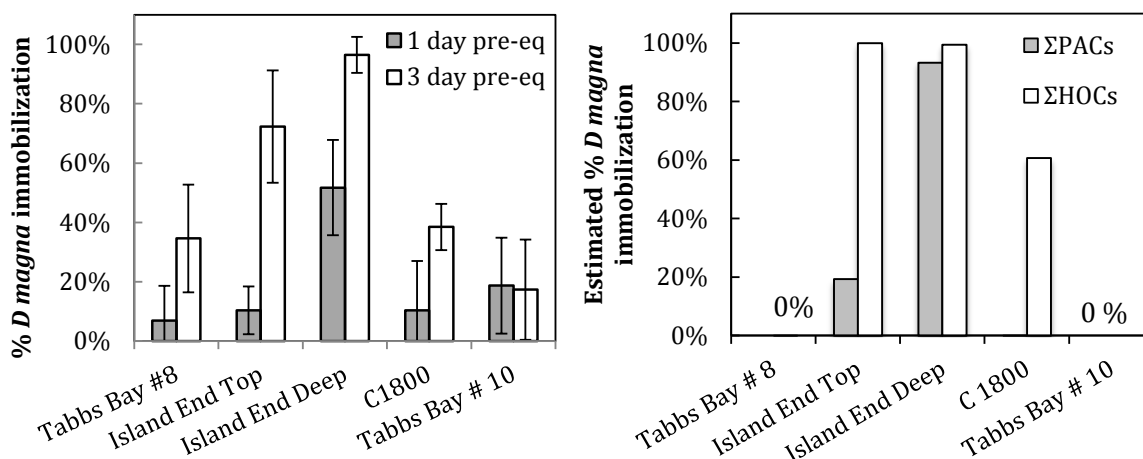 % D magna immobilization
100%
80%
60%
40%
20%
0%
1 day pre-eq
3 day pre-eq
Tabbs Bay #8
Island End Top
Island End Deep
C1800
Tabbs Bay # 10
Estimated % D magna
immobilization
100%
80%
60%
40%
20%
0%
ΣPACs
ΣHOCs
0%
0 %
Tabbs Bay # 8
Island End Top
Island End Deep
C 1800
Tabbs Bay # 10